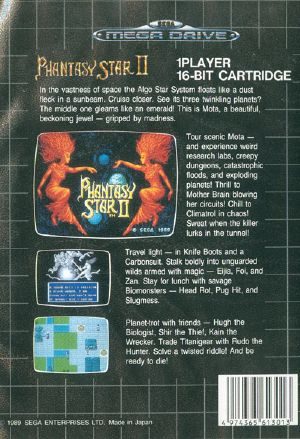 SEGA
MEGA DRIVE
PHANTASY STAR II
1PLAYER
16-BIT CARTRIDGE
In the vastness of space the Algo Star System floats like a dust
fleck in a sunbeam. Cruise closer. See its three twinkling planets?
The middle one gleams like an emerald! This is Mota, a beautiful,
beckoning jewel — gripped by madness.
Tour scenic Mota —
and experience weird
research labs, creepy
dungeons, catastrophic
floods, and exploding
planets! Thrill to
Mother Brain blowing
her circuits! Chill to
Climatrol in chaos!
Sweat when the killer
lurks in the tunnel!
PHANTASY
STAR II
© SEGA 1989
Travel light — in Knife Boots and a
Carbonsuit. Stalk boldly into unguarded
wilds armed with magic — Eijia, Foi, and
Zan. Stay for lunch with savage
Biomonsters — Head Rot, Pug Hit, and
Slugmess.
Planet-trot with friends — Hugh the
Biologist, Shir the Thief, Kain the
Wrecker. Trade Titanigear with Rudo the
Hunter. Solve a twisted riddle! And be
ready to die!
1989 SEGA ENTERPRISES LTD. Made in Japan
4 974365 613013